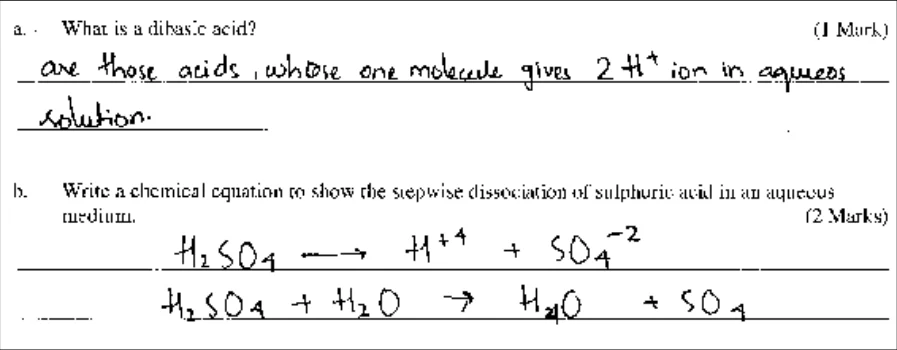 a. What is a dibasic acid? (1 Mark)
are those acids, whose one molecule gives 2 H⁺ ion in aqueos
solution.
b. Write a chemical equation to show the stepwise dissociation of sulphuric acid in an aqueous
medium. (2 Marks)
H₂SO₄ → H⁺⁴ + SO₄⁻²
H₂SO₄ + H₂O → H₂O + SO₄